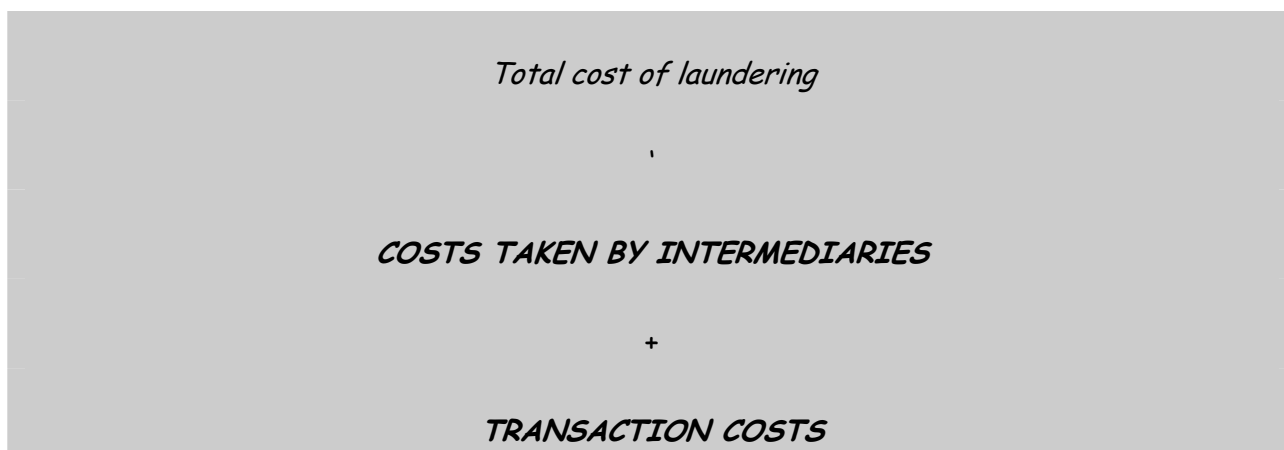 Total cost of laundering
‘
COSTS TAKEN BY INTERMEDIARIES
+
TRANSACTION COSTS